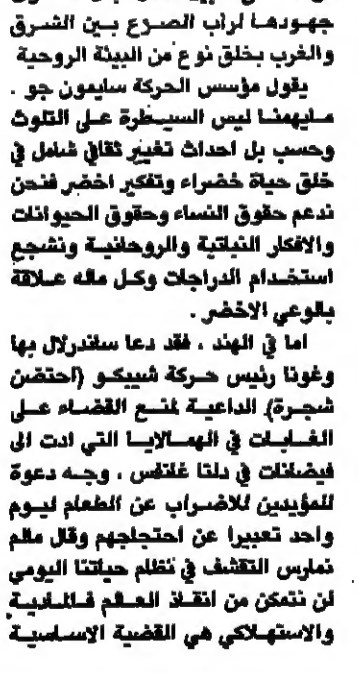 جهودها لرأب الصدع بين الشرق
والغرب بخلق نوع من البيئة الروحية
يقول مؤسس الحركة سايمون جو .
مايهمنا ليس السيطرة على التلوث
وحسب بل احداث تغيير ثقافي شامل في
خلق حياة خضراء وتفكير اخضر فنحن
ندعم حقوق النساء وحقوق الحيوانات
والافكار النباتية والروحانية ونشجع
استخدام الدراجات وكل ماله علاقة
بالوعي الاخضر .
اما في الهند ، فقد دعا ساندرلال بها
وغونا رئيس حركة شيبكو (احتضن
شجرة) الداعية لمنع القضاء على
الغابات في الهمالايا التي ادت الى
فيضانات في دلتا غانغس ، وجه دعوة
للمؤيدين للاضراب عن الطعام ليوم
واحد تعبيرا عن احتجاجهم وقال مالم
نمارس التقشف في نظام حياتنا اليومي
لن نتمكن من انقاذ العالم فالمادية
والاستهلاكي هي القضية الاساسية